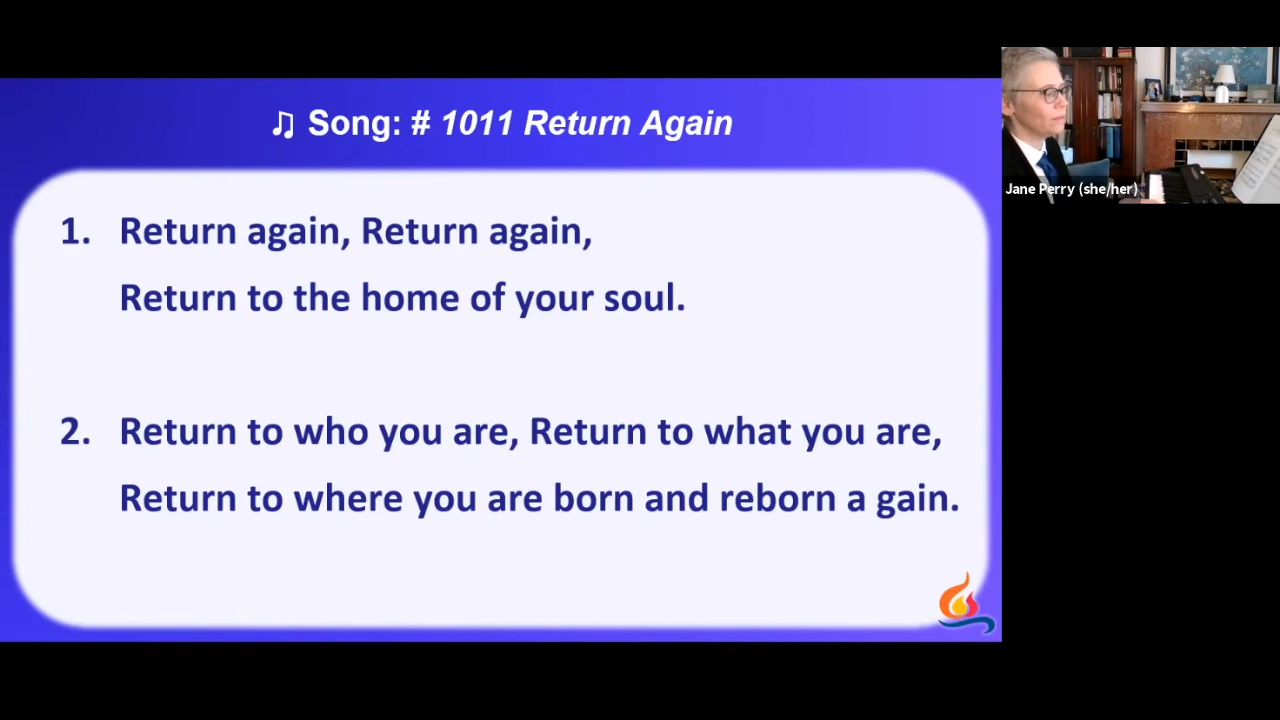 ♫ Song: # 1011 Return Again
1. Return again, Return again,
Return to the home of your soul.
2. Return to who you are, Return to what you are,
Return to where you are born and reborn a gain.
Jane Perry (she/her)